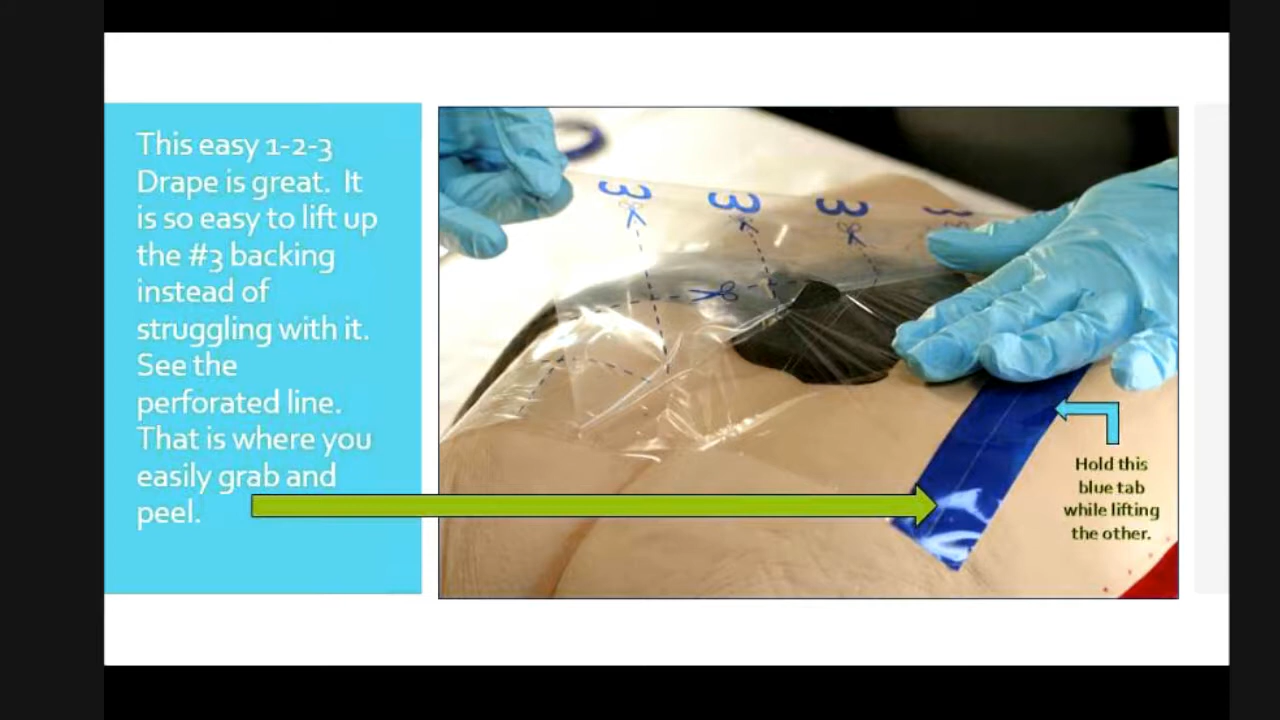 This easy 1-2-3
Drape is great.  It
is so easy to lift up
the #3 backing
instead of
struggling with it.
See the
perforated line.
That is where you
easily grab and
peel.
3 3 3 3
Hold this
blue tab
while lifting
the other.